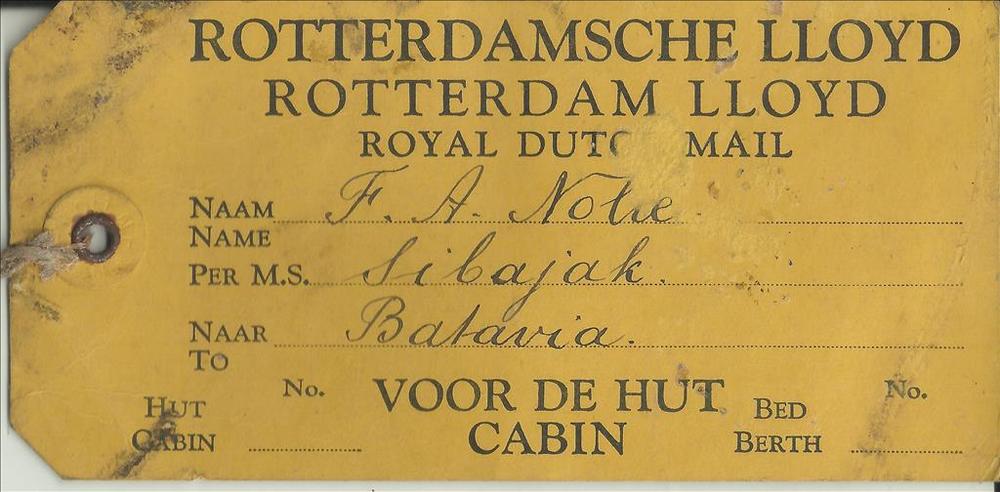 ROTTERDAMSCHE LLOYD
ROTTERDAM LLOYD
ROYAL DUTC MAIL
NAAM F. A. Nolie
NAME
PER M.S. Sibajak.
NAAR Batavia.
TO
No. VOOR DE HUT No.
HUT BED
CABIN CABIN BERTH